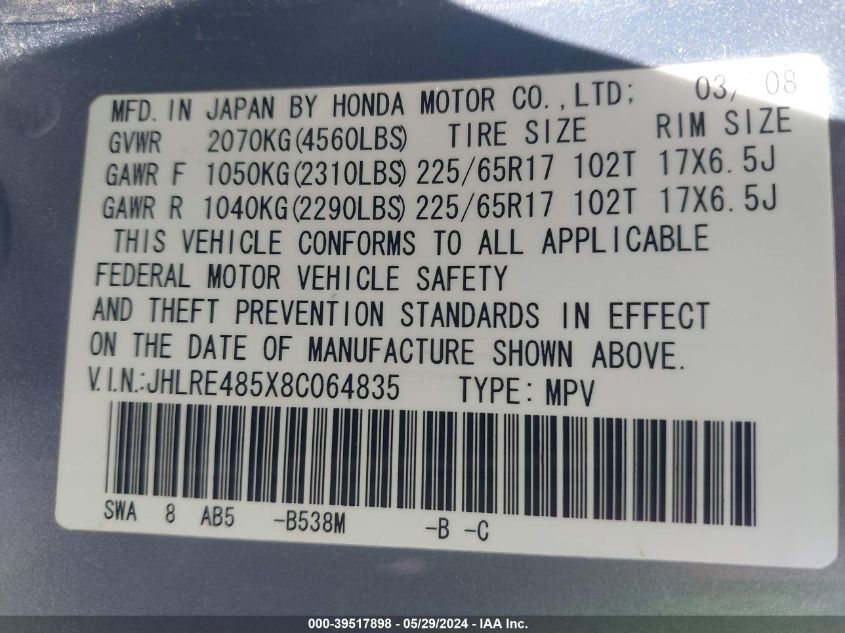 MFD. IN JAPAN BY HONDA MOTOR CO., LTD; 03/ 08
GVWR 2070KG(4560LBS) TIRE SIZE RIM SIZE
GAWR F 1050KG(2310LBS) 225/65R17 102T 17X6.5J
GAWR R 1040KG(2290LBS) 225/65R17 102T 17X6.5J
THIS VEHICLE CONFORMS TO ALL APPLICABLE
FEDERAL MOTOR VEHICLE SAFETY
AND THEFT PREVENTION STANDARDS IN EFFECT
ON THE DATE OF MANUFACTURE SHOWN ABOVE.
V.I.N.:JHLRE485X8C064835 TYPE:MPV
SWA 8 AB5 -B538M -B -C
000-39517898 - 05/29/2024 - IAA Inc.